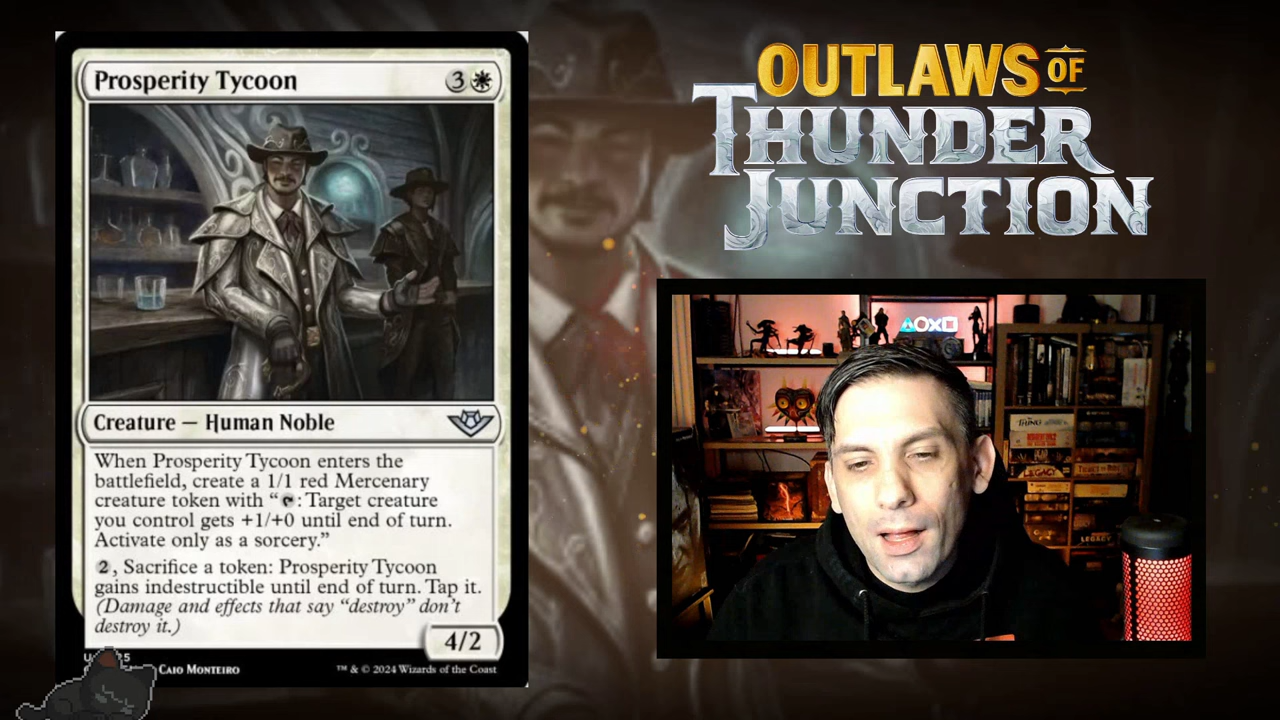 Prosperity Tycoon 3
Creature — Human Noble
When Prosperity Tycoon enters the
battlefield, create a 1/1 red Mercenary
creature token with “: Target creature
you control gets +1/+0 until end of turn.
Activate only as a sorcery.”
2, Sacrifice a token: Prosperity Tycoon
gains indestructible until end of turn. Tap it.
(Damage and effects that say “destroy” don’t
destroy it.)
4/2
CAIO MONTEIRO
™ & © 2024 Wizards of the Coast
OUTLAWS OF
THUNDER
JUNCTION
LEGACY
LEGACY